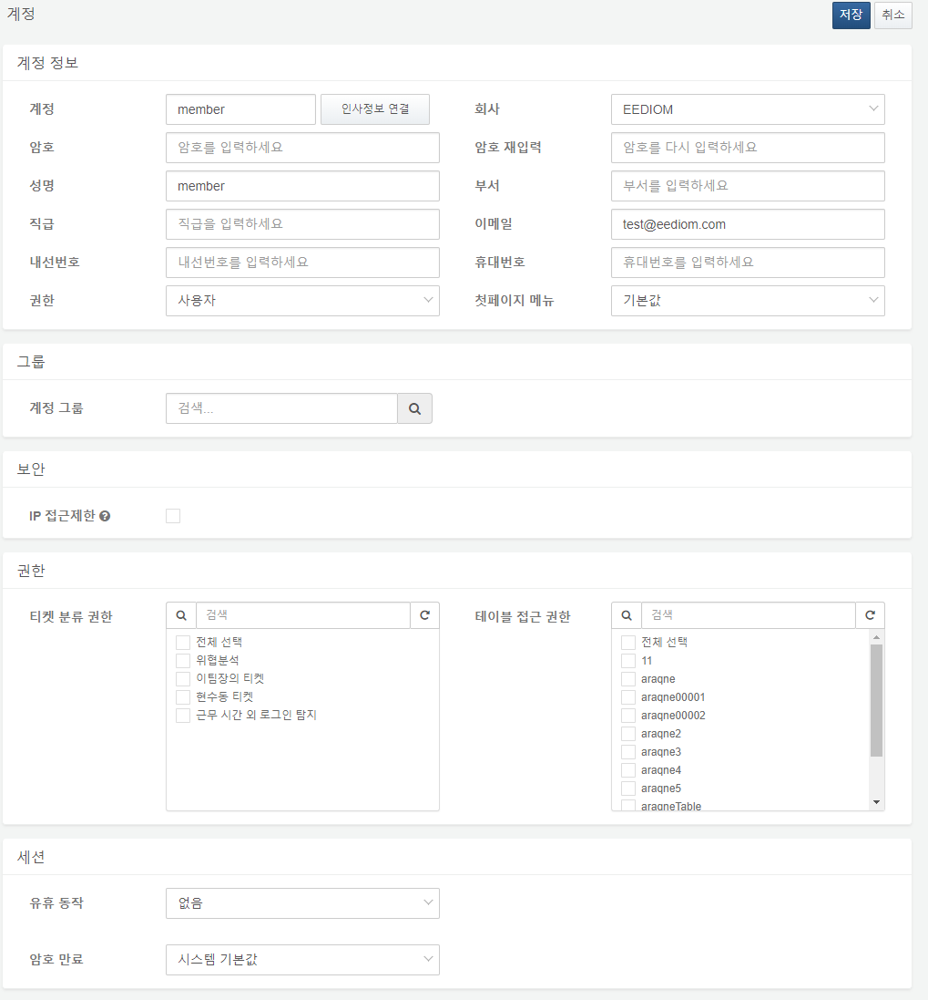 계정
저장
취소
계정 정보
계정
member
인사정보 연결
회사
EEDIOM
암호
암호를 입력하세요
암호 재입력
암호를 다시 입력하세요
성명
member
부서
부서를 입력하세요
직급
직급을 입력하세요
이메일
test@eediom.com
내선번호
내선번호를 입력하세요
휴대번호
휴대번호를 입력하세요
권한
사용자
첫페이지 메뉴
기본값
그룹
계정 그룹
검색...
보안
IP 접근제한
권한
티켓 분류 권한
검색
전체 선택
위협분석
이팀장의 티켓
현수동 티켓
근무 시간 외 로그인 탐지
테이블 접근 권한
검색
전체 선택
11
araqne
araqne00001
araqne00002
araqne2
araqne3
araqne4
araqne5
araqneTable
세션
유휴 동작
없음
암호 만료
시스템 기본값